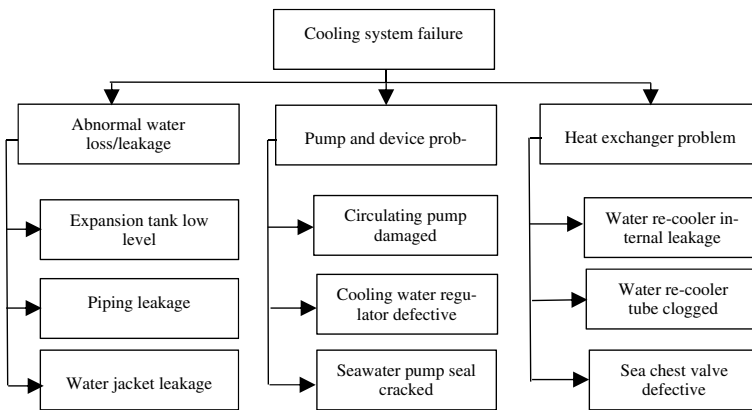 Cooling system failure
Abnormal water
loss/leakage
Pump and device prob-
Heat exchanger problem
Expansion tank low
level
Circulating pump
damaged
Water re-cooler in-
ternal leakage
Piping leakage
Cooling water regu-
lator defective
Water re-cooler
tube clogged
Water jacket leakage
Seawater pump seal
cracked
Sea chest valve
defective